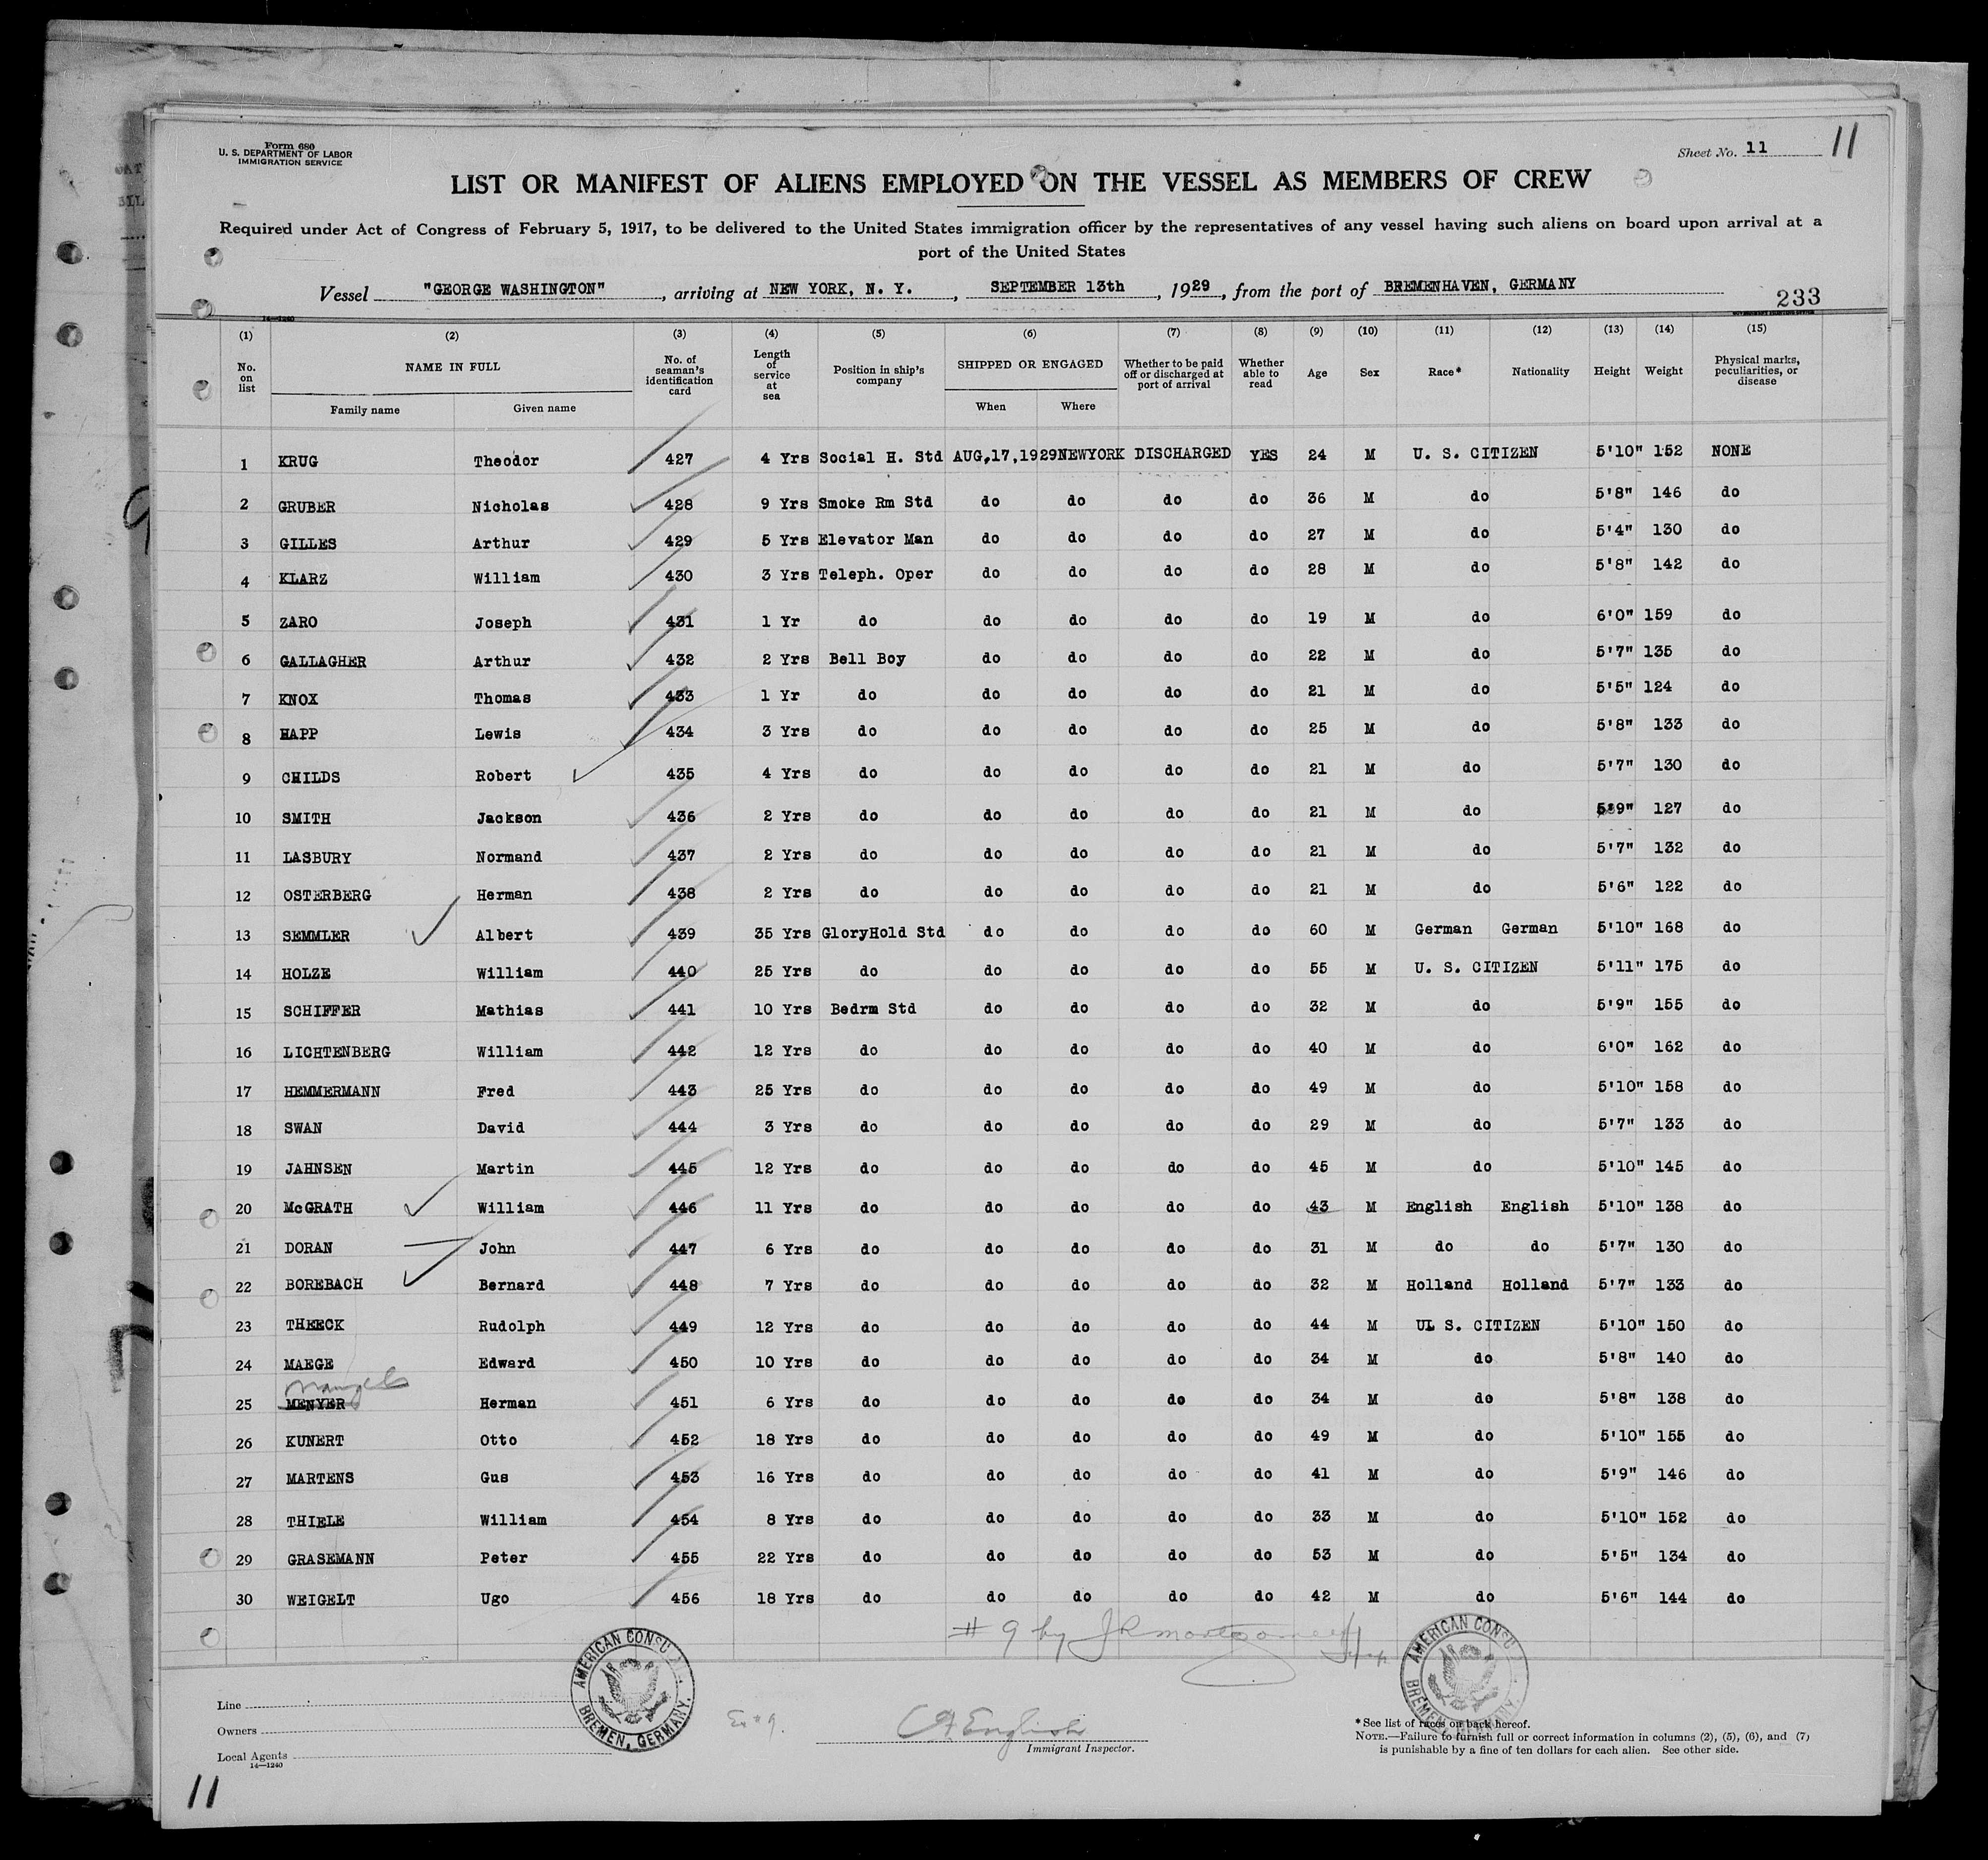 Form 680
U. S. DEPARTMENT OF LABOR
IMMIGRATION SERVICE
Sheet No. 11
11
LIST OR MANIFEST OF ALIENS EMPLOYED ON THE VESSEL AS MEMBERS OF CREW
Required under Act of Congress of February 5, 1917, to be delivered to the United States immigration officer by the representatives of any vessel having such aliens on board upon arrival at a
port of the United States
Vessel "GEORGE WASHINGTON", arriving at NEW YORK, N. Y., SEPTEMBER 13th, 1929, from the port of BREMENHAVEN, GERMANY
233
14—1240
(1) (2) (3) (4) (5) (6) (7) (8) (9) (10) (11) (12) (13) (14) (15)
No. on list NAME IN FULL No. of seaman's identification card Length of service at sea Position in ship's company SHIPPED OR ENGAGED Whether to be paid off or discharged at port of arrival Whether able to read Age Sex Race* Nationality Height Weight Physical marks, peculiarities, or disease
Family name Given name When Where
1 KRUG Theodor 427 4 Yrs Social H. Std AUG,17,1929 NEWYORK DISCHARGED YES 24 M U. S. CITIZEN 5'10" 152 NONE
2 GRUBER Nicholas 428 9 Yrs Smoke Rm Std do do do do 36 M do 5'8" 146 do
3 GILLES Arthur 429 5 Yrs Elevator Man do do do do 27 M do 5'4" 130 do
4 KLARZ William 430 3 Yrs Teleph. Oper do do do do 28 M do 5'8" 142 do
5 ZARO Joseph 431 1 Yr do do do do do 19 M do 6'0" 159 do
6 GALLAGHER Arthur 432 2 Yrs Bell Boy do do do do 22 M do 5'7" 135 do
7 KNOX Thomas 433 1 Yr do do do do do 21 M do 5'5" 124 do
8 HAPP Lewis 434 3 Yrs do do do do do 25 M do 5'8" 133 do
9 CHILDS Robert 435 4 Yrs do do do do do 21 M do 5'7" 130 do
10 SMITH Jackson 436 2 Yrs do do do do do 21 M do 5'9" 127 do
11 LASBURY Normand 437 2 Yrs do do do do do 21 M do 5'7" 132 do
12 OSTERBERG Herman 438 2 Yrs do do do do do 21 M do 5'6" 122 do
13 SEMMLER Albert 439 35 Yrs GloryHold Std do do do do 60 M German German 5'10" 168 do
14 HOLZE William 440 25 Yrs do do do do do 55 M U. S. CITIZEN 5'11" 175 do
15 SCHIFFER Mathias 441 10 Yrs Bedrm Std do do do do 32 M do 5'9" 155 do
16 LICHTENBERG William 442 12 Yrs do do do do do 40 M do 6'0" 162 do
17 HEMMERMANN Fred 443 25 Yrs do do do do do 49 M do 5'10" 158 do
18 SWAN David 444 3 Yrs do do do do do 29 M do 5'7" 133 do
19 JAHNSEN Martin 445 12 Yrs do do do do do 45 M do 5'10" 145 do
20 McGRATH William 446 11 Yrs do do do do do 43 M English English 5'10" 138 do
21 DORAN John 447 6 Yrs do do do do do 31 M do do 5'7" 130 do
22 BOREBACH Bernard 448 7 Yrs do do do do do 32 M Holland Holland 5'7" 133 do
23 THEECK Rudolph 449 12 Yrs do do do do do 44 M UL S. CITIZEN 5'10" 150 do
24 MAEGE Edward 450 10 Yrs do do do do do 34 M do 5'8" 140 do
25 MENYER Herman 451 6 Yrs do do do do do 34 M do 5'8" 138 do
26 KUNERT Otto 452 18 Yrs do do do do do 49 M do 5'10" 155 do
27 MARTENS Gus 453 16 Yrs do do do do do 41 M do 5'9" 146 do
28 THIELE William 454 8 Yrs do do do do do 33 M do 5'10" 152 do
29 GRASEMANN Peter 455 22 Yrs do do do do do 53 M do 5'5" 134 do
30 WEIGELT Ugo 456 18 Yrs do do do do do 42 M do 5'6" 144 do
# 9 by J R Montgomery
AMERICAN CONSUL
BREMEN, GERMANY.
AMERICAN CONSUL
BREMEN, GERMANY.
Line
Owners
Local Agents
14—1240
Ex # 9.
CA English
Immigrant Inspector.
*See list of races on back hereof.
NOTE.—Failure to furnish full or correct information in columns (2), (5), (6), and (7)
is punishable by a fine of ten dollars for each alien. See other side.
11